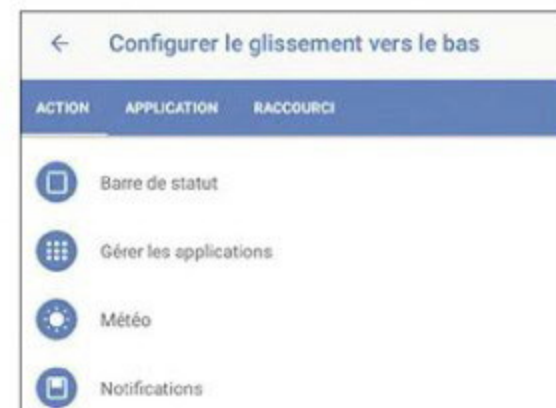 Configurer le glissement vers le bas
ACTION APPLICATION RACCOURCI
Barre de statut
Gérer les applications
Météo
Notifications